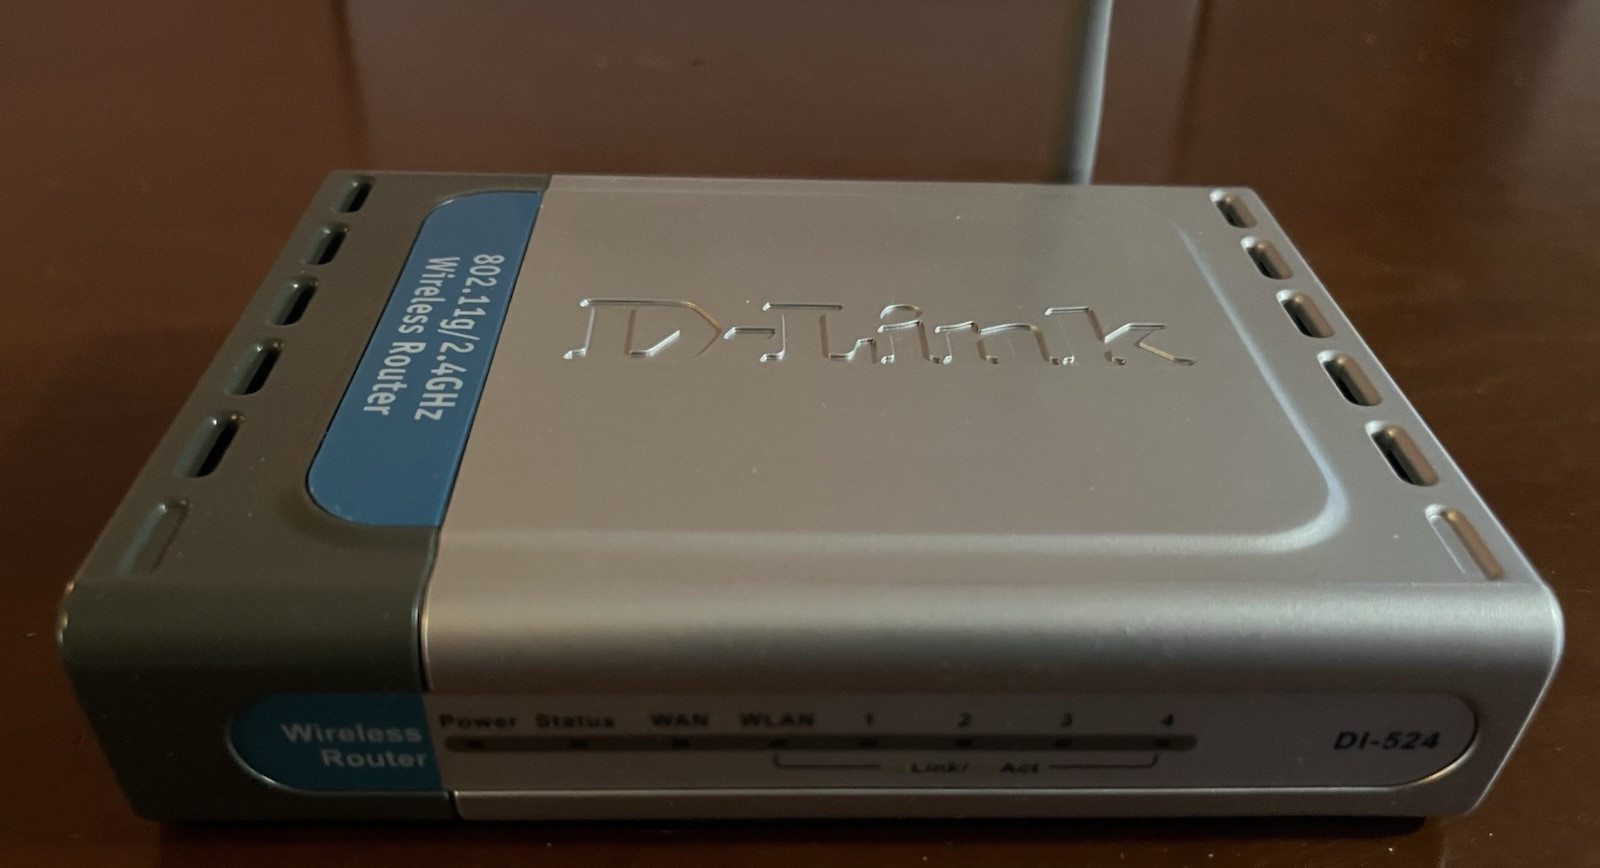 802.11g/2.4GHz
Wireless Router
D-Link
Wireless
Router
Power Status WAN WLAN 1 2 3 4
Link/ Act
DI-524